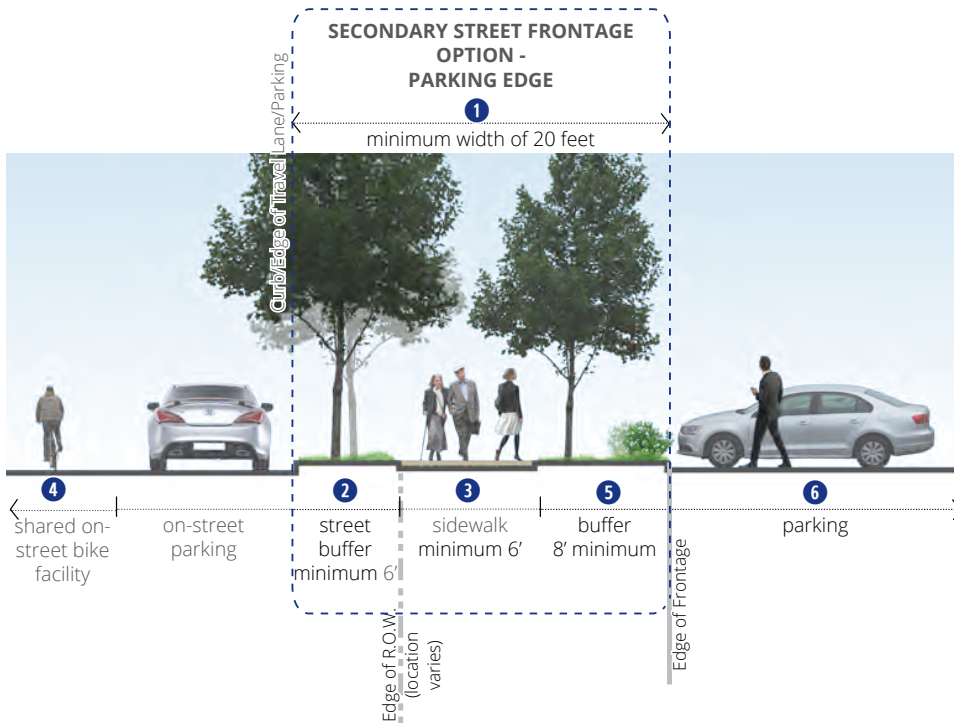 SECONDARY STREET FRONTAGE
OPTION -
PARKING EDGE
1
minimum width of 20 feet
Curb/Edge of Travel Lane/Parking
4
shared on-
street bike
facility
on-street
parking
2
street
buffer
minimum 6’
3
sidewalk
minimum 6’
5
buffer
8’ minimum
6
parking
Edge of R.O.W.
(location
varies)
Edge of Frontage